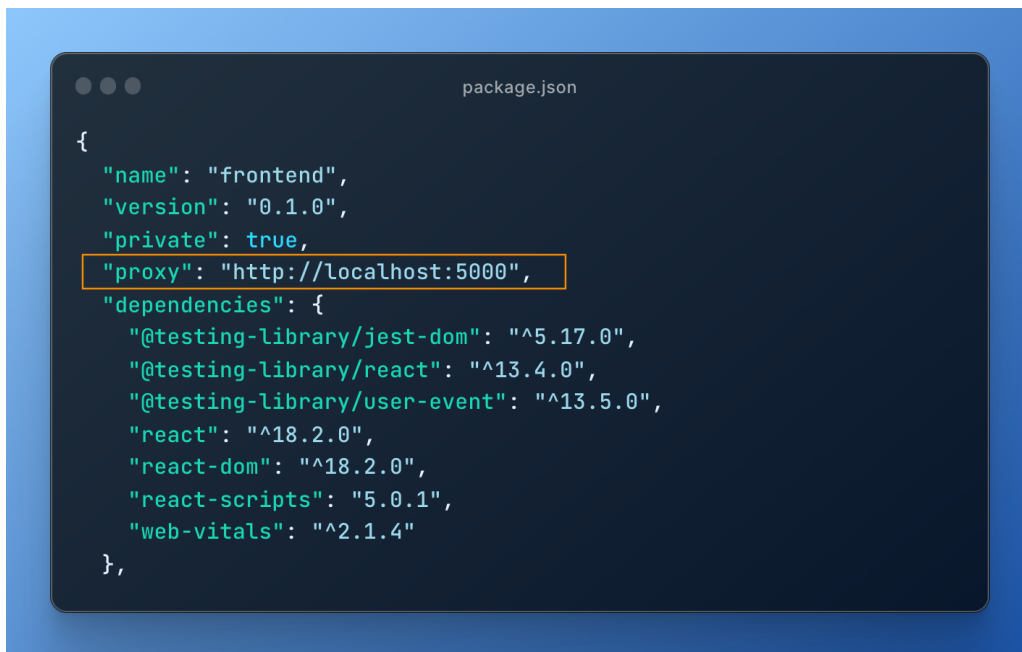 package.json
{
"name": "frontend",
"version": "0.1.0",
"private": true,
"proxy": "http://localhost:5000",
"dependencies": {
"@testing-library/jest-dom": "^5.17.0",
"@testing-library/react": "^13.4.0",
"@testing-library/user-event": "^13.5.0",
"react": "^18.2.0",
"react-dom": "^18.2.0",
"react-scripts": "5.0.1",
"web-vitals": "^2.1.4"
},